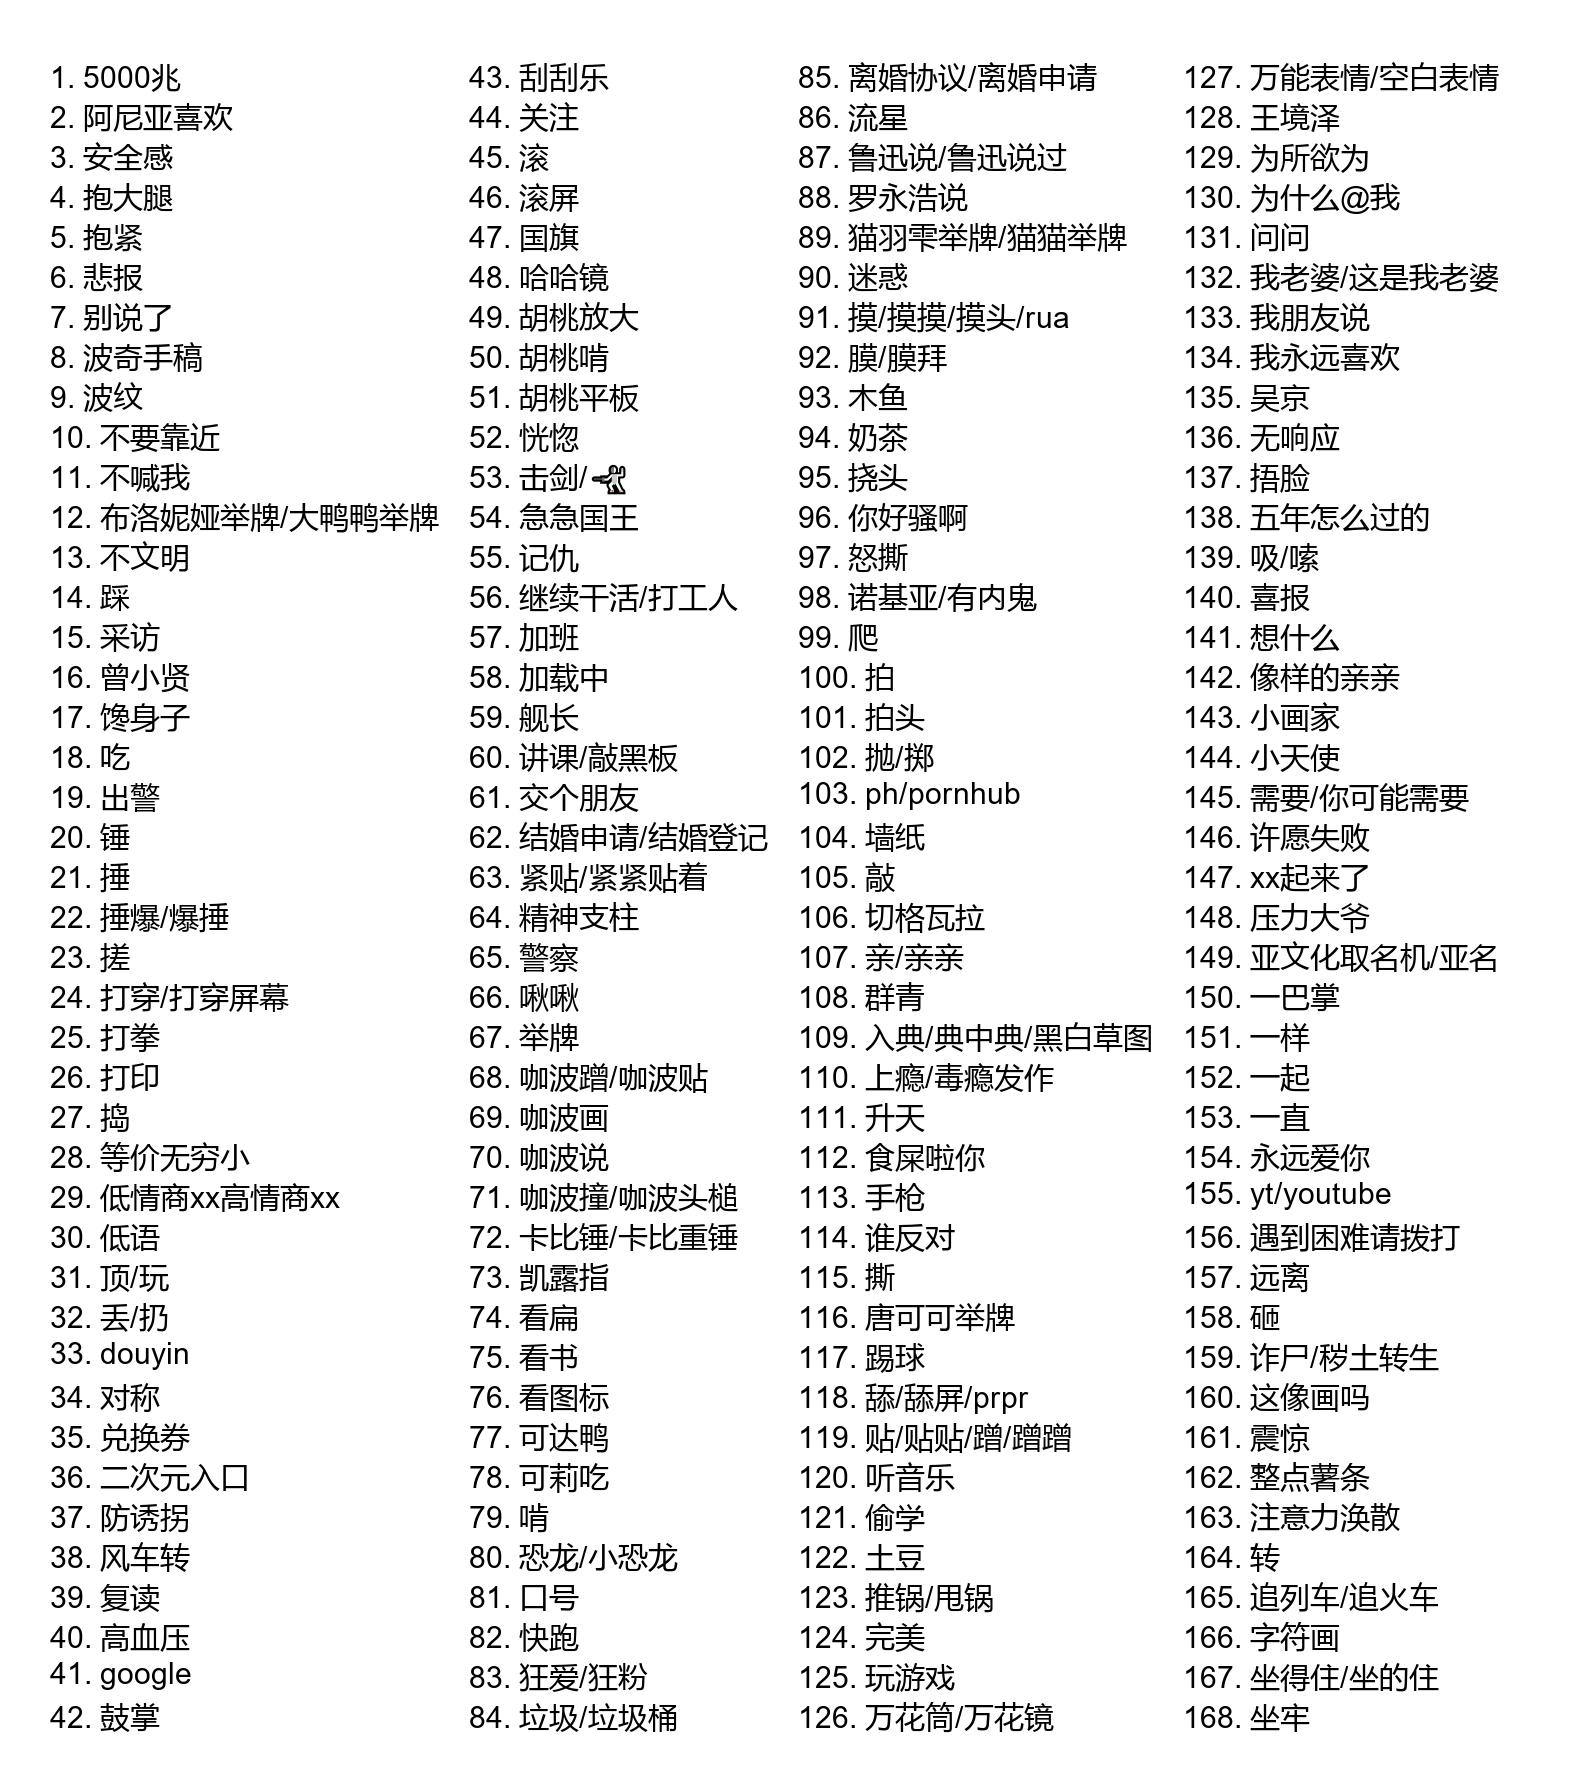 1. 5000兆
2. 阿尼亚喜欢
3. 安全感
4. 抱大腿
5. 抱紧
6. 悲报
7. 别说了
8. 波奇手稿
9. 波纹
10. 不要靠近
11. 不喊我
12. 布洛妮娅举牌/大鸭鸭举牌
13. 不文明
14. 踩
15. 采访
16. 曾小贤
17. 馋身子
18. 吃
19. 出警
20. 锤
21. 捶
22. 捶爆/爆捶
23. 搓
24. 打穿/打穿屏幕
25. 打拳
26. 打印
27. 捣
28. 等价无穷小
29. 低情商xx高情商xx
30. 低语
31. 顶/玩
32. 丢/扔
33. douyin
34. 对称
35. 兑换券
36. 二次元入口
37. 防诱拐
38. 风车转
39. 复读
40. 高血压
41. google
42. 鼓掌
43. 刮刮乐
44. 关注
45. 滚
46. 滚屏
47. 国旗
48. 哈哈镜
49. 胡桃放大
50. 胡桃啃
51. 胡桃平板
52. 恍惚
53. 击剑/🤺
54. 急急国王
55. 记仇
56. 继续干活/打工人
57. 加班
58. 加载中
59. 舰长
60. 讲课/敲黑板
61. 交个朋友
62. 结婚申请/结婚登记
63. 紧贴/紧紧贴着
64. 精神支柱
65. 警察
66. 啾啾
67. 举牌
68. 咖波蹭/咖波贴
69. 咖波画
70. 咖波说
71. 咖波撞/咖波头槌
72. 卡比锤/卡比重锤
73. 凯露指
74. 看扁
75. 看书
76. 看图标
77. 可达鸭
78. 可莉吃
79. 啃
80. 恐龙/小恐龙
81. 口号
82. 快跑
83. 狂爱/狂粉
84. 垃圾/垃圾桶
85. 离婚协议/离婚申请
86. 流星
87. 鲁迅说/鲁迅说过
88. 罗永浩说
89. 猫羽雫举牌/猫猫举牌
90. 迷惑
91. 摸/摸摸/摸头/rua
92. 膜/膜拜
93. 木鱼
94. 奶茶
95. 挠头
96. 你好骚啊
97. 怒撕
98. 诺基亚/有内鬼
99. 爬
100. 拍
101. 拍头
102. 抛/掷
103. ph/pornhub
104. 墙纸
105. 敲
106. 切格瓦拉
107. 亲/亲亲
108. 群青
109. 入典/典中典/黑白草图
110. 上瘾/毒瘾发作
111. 升天
112. 食屎啦你
113. 手枪
114. 谁反对
115. 撕
116. 唐可可举牌
117. 踢球
118. 舔/舔屏/prpr
119. 贴/贴贴/蹭/蹭蹭
120. 听音乐
121. 偷学
122. 土豆
123. 推锅/甩锅
124. 完美
125. 玩游戏
126. 万花筒/万花镜
127. 万能表情/空白表情
128. 王境泽
129. 为所欲为
130. 为什么@我
131. 问问
132. 我老婆/这是我老婆
133. 我朋友说
134. 我永远喜欢
135. 吴京
136. 无响应
137. 捂脸
138. 五年怎么过的
139. 吸/嗦
140. 喜报
141. 想什么
142. 像样的亲亲
143. 小画家
144. 小天使
145. 需要/你可能需要
146. 许愿失败
147. xx起来了
148. 压力大爷
149. 亚文化取名机/亚名
150. 一巴掌
151. 一样
152. 一起
153. 一直
154. 永远爱你
155. yt/youtube
156. 遇到困难请拨打
157. 远离
158. 砸
159. 诈尸/秽土转生
160. 这像画吗
161. 震惊
162. 整点薯条
163. 注意力涣散
164. 转
165. 追列车/追火车
166. 字符画
167. 坐得住/坐的住
168. 坐牢